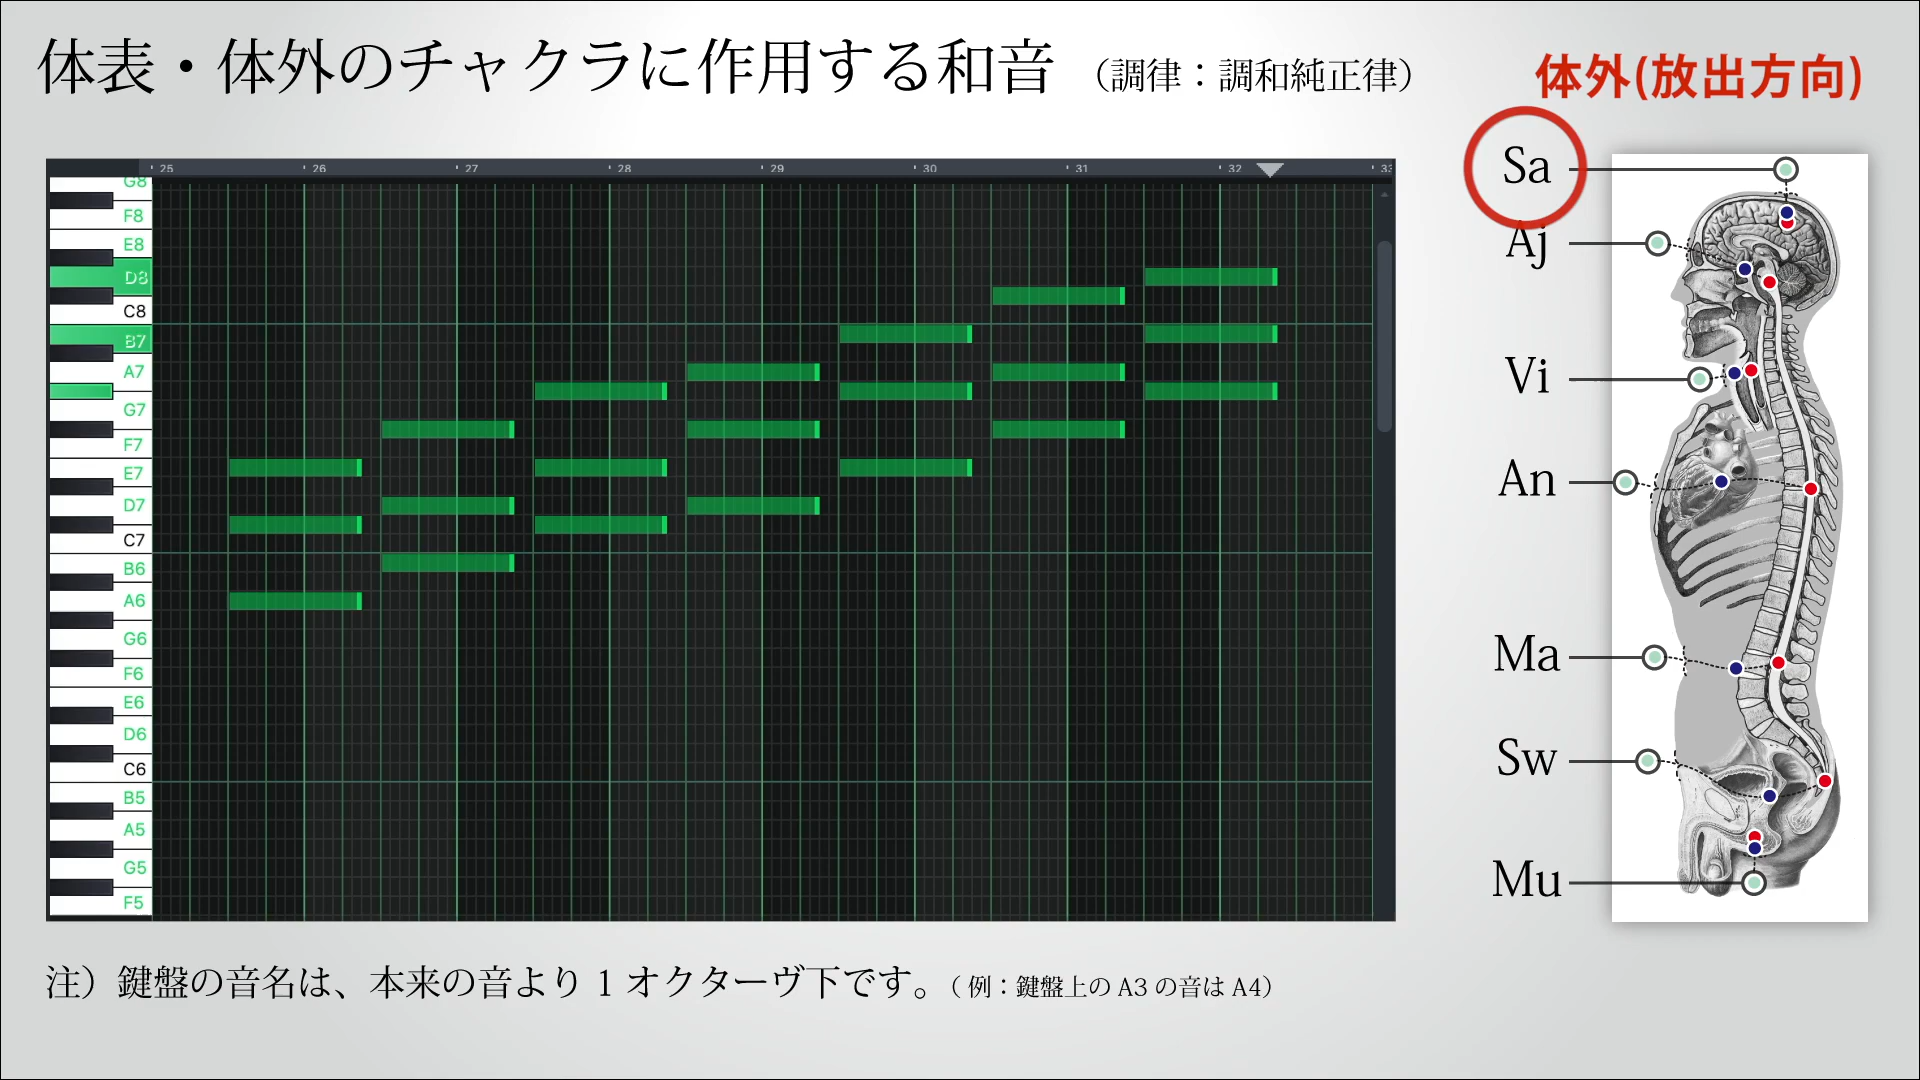 体表・体外のチャクラに作用する和音 （調律：調和純正律）
体外(放出方向)
25 26 27 28 29 30 31 32 33
G8
F8
E8
D8
C8
B7
A7
G7
F7
E7
D7
C7
B6
A6
G6
F6
E6
D6
C6
B5
A5
G5
F5
Sa
Aj
Vi
An
Ma
Sw
Mu
注）鍵盤の音名は、本来の音より 1 オクターヴ下です。（例：鍵盤上の A3 の音は A4）